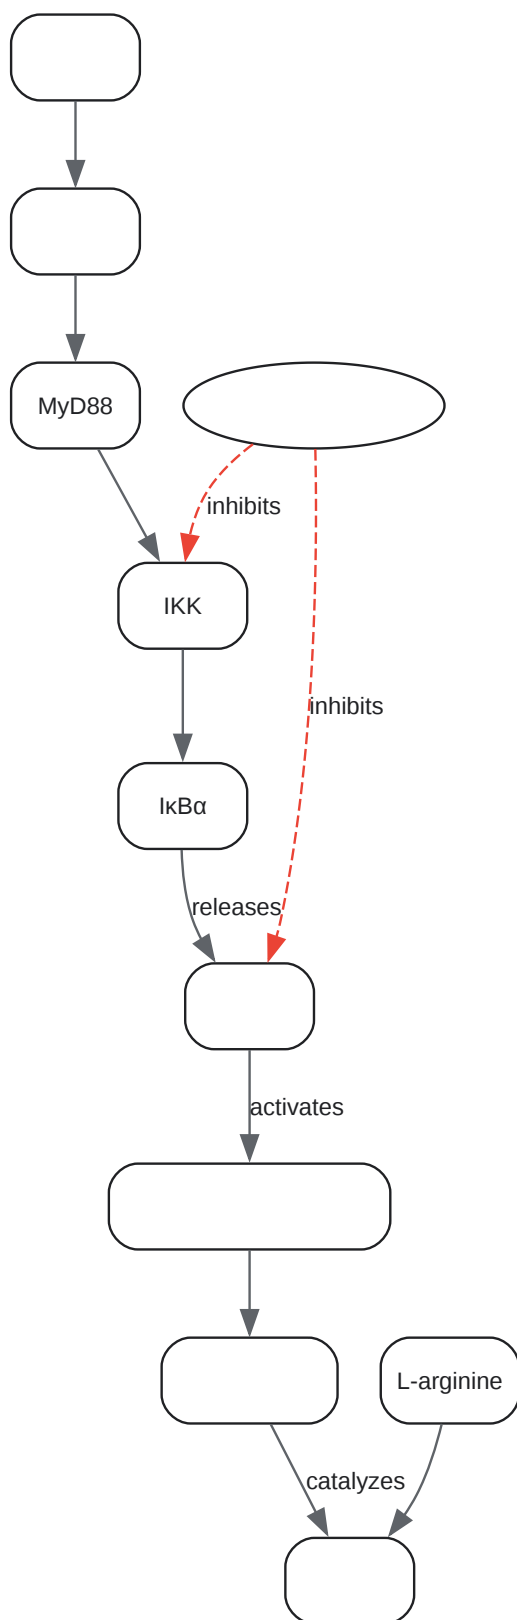 MyD88
inhibits
IKK
inhibits
IκBα
releases
activates
L-arginine
catalyzes